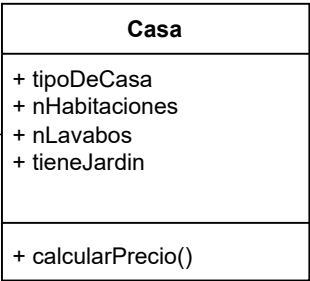 Casa
+ tipoDeCasa
+ nHabitaciones
+ nLavabos
+ tieneJardin
+ calcularPrecio()